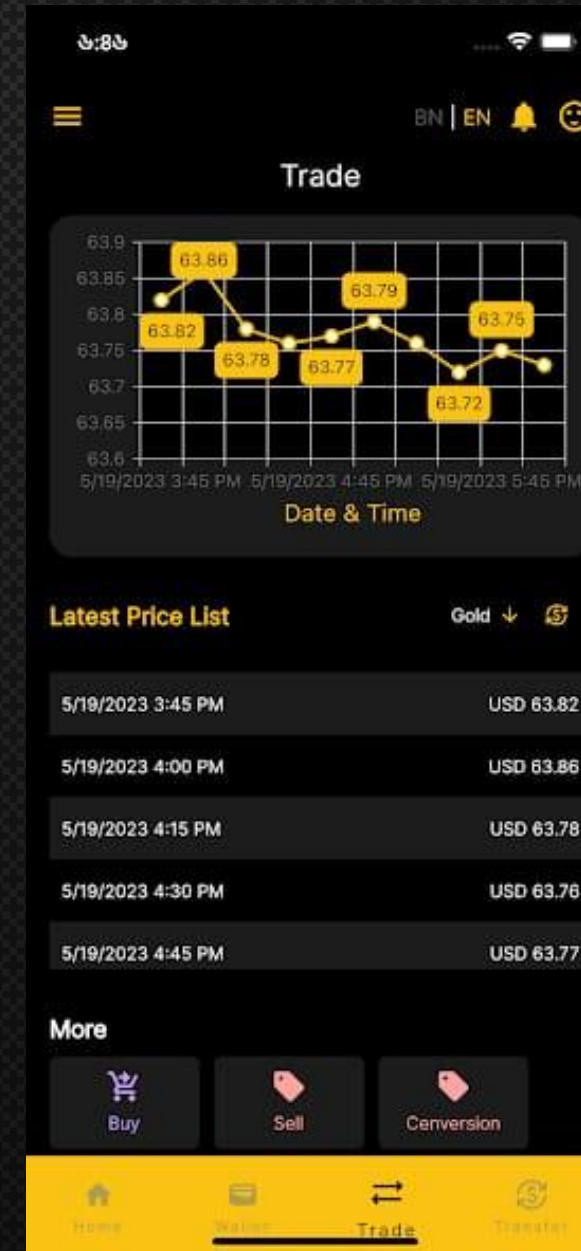 ৬:৪৬
BN | EN
Trade
63.9
63.86
63.85
63.79
63.8
63.82
63.75
63.75
63.78
63.77
63.7
63.72
63.65
63.6
5/19/2023 3:45 PM 5/19/2023 4:45 PM 5/19/2023 5:45 PM
Date & Time
Latest Price List Gold
5/19/2023 3:45 PM USD 63.82
5/19/2023 4:00 PM USD 63.86
5/19/2023 4:15 PM USD 63.78
5/19/2023 4:30 PM USD 63.76
5/19/2023 4:45 PM USD 63.77
More
Buy Sell Cenversion
Home Wallet Trade Transfer